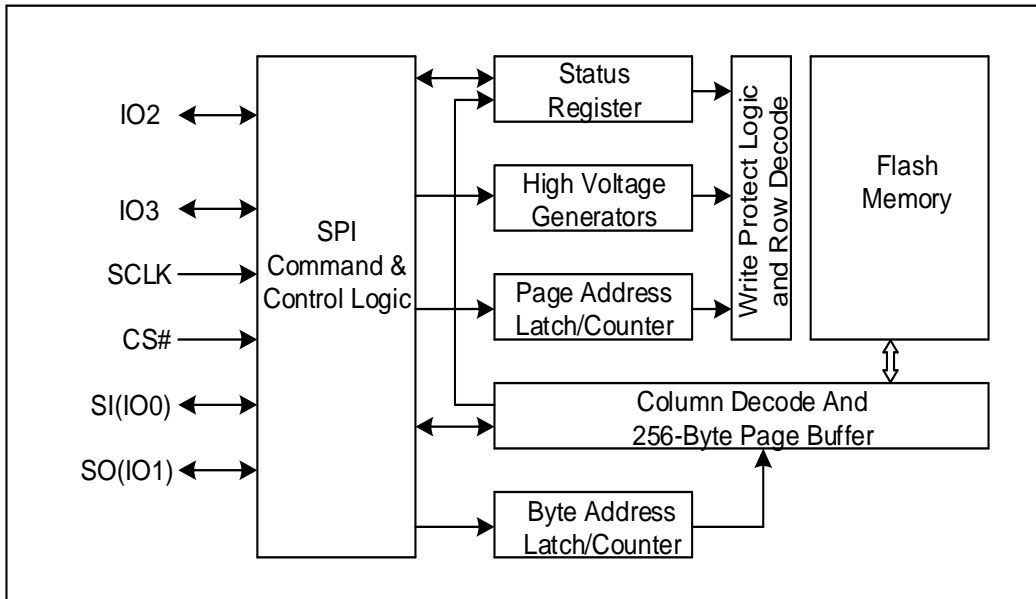 IO2
IO3
SCLK
CS#
SI(IO0)
SO(IO1)
SPI
Command &
Control Logic
Status
Register
High Voltage
Generators
Page Address
Latch/Counter
Write Protect Logic
and Row Decode
Flash
Memory
Column Decode And
256-Byte Page Buffer
Byte Address
Latch/Counter